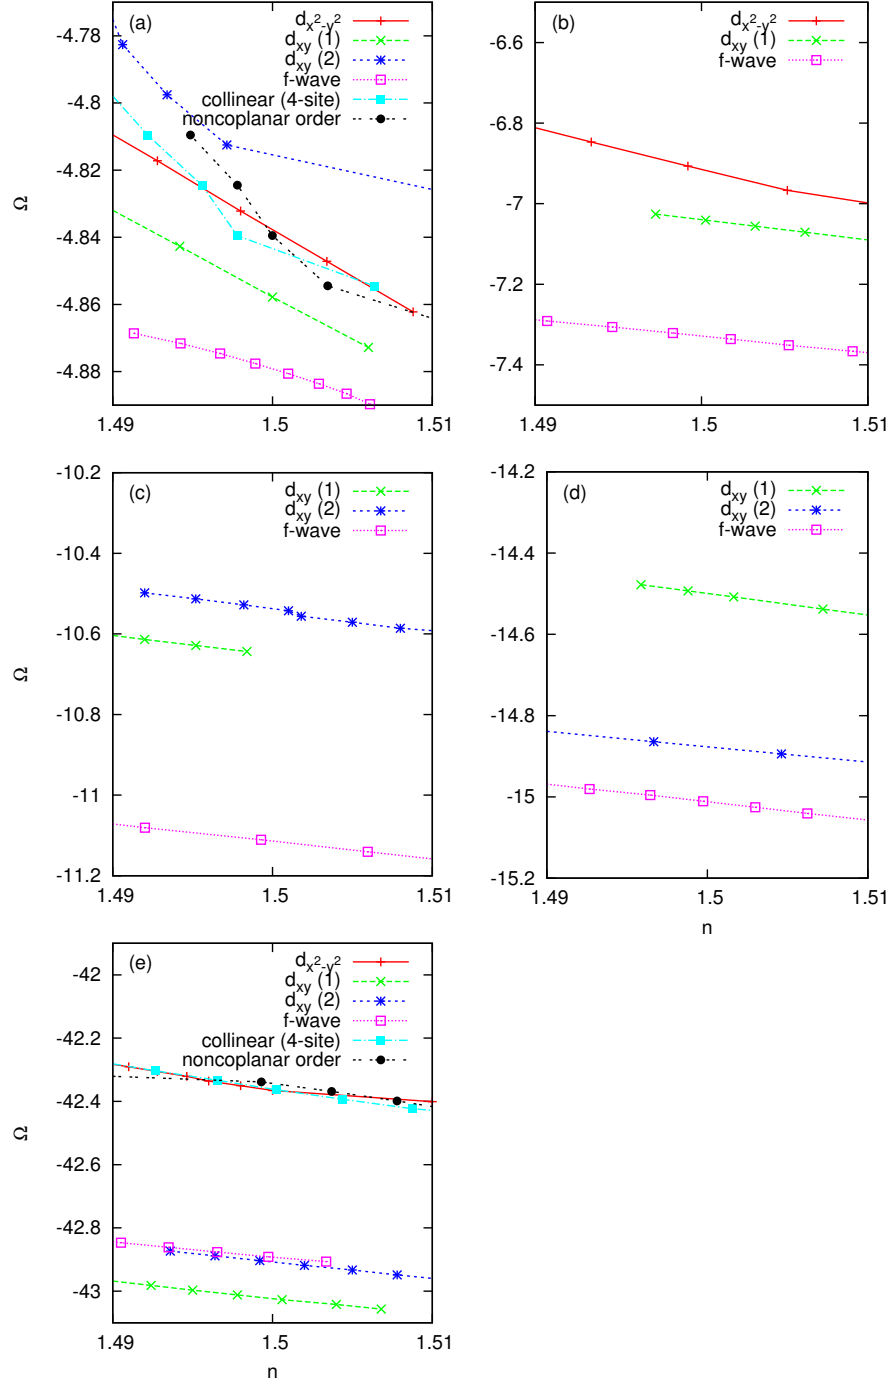 (a)
d_{x^2-y^2}
d_{xy} (1)
d_{xy} (2)
f-wave
collinear (4-site)
noncoplanar order
-4.78
-4.8
-4.82
-4.84
-4.86
-4.88
Ω
1.49
1.5
1.51
(b)
d_{x^2-y^2}
d_{xy} (1)
f-wave
-6.6
-6.8
-7
-7.2
-7.4
1.49
1.5
1.51
(c)
d_{xy} (1)
d_{xy} (2)
f-wave
-10.2
-10.4
-10.6
-10.8
-11
-11.2
Ω
1.49
1.5
1.51
(d)
d_{xy} (1)
d_{xy} (2)
f-wave
-14.2
-14.4
-14.6
-14.8
-15
-15.2
1.49
1.5
1.51
n
(e)
d_{x^2-y^2}
d_{xy} (1)
d_{xy} (2)
f-wave
collinear (4-site)
noncoplanar order
-42
-42.2
-42.4
-42.6
-42.8
-43
Ω
1.49
1.5
1.51
n